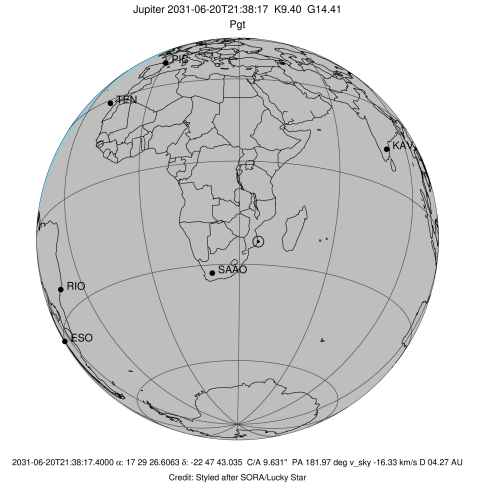 Jupiter 2031-06-20T21:38:17 K9.40 G14.41
Pgt
PIC
TEN
KAV
SAAO
RIO
ESO
2031-06-20T21:38:17.4000 α: 17 29 26.6063 δ: -22 47 43.035 C/A 9.631" PA 181.97 deg v_sky -16.33 km/s D 04.27 AU
Credit: Styled after SORA/Lucky Star